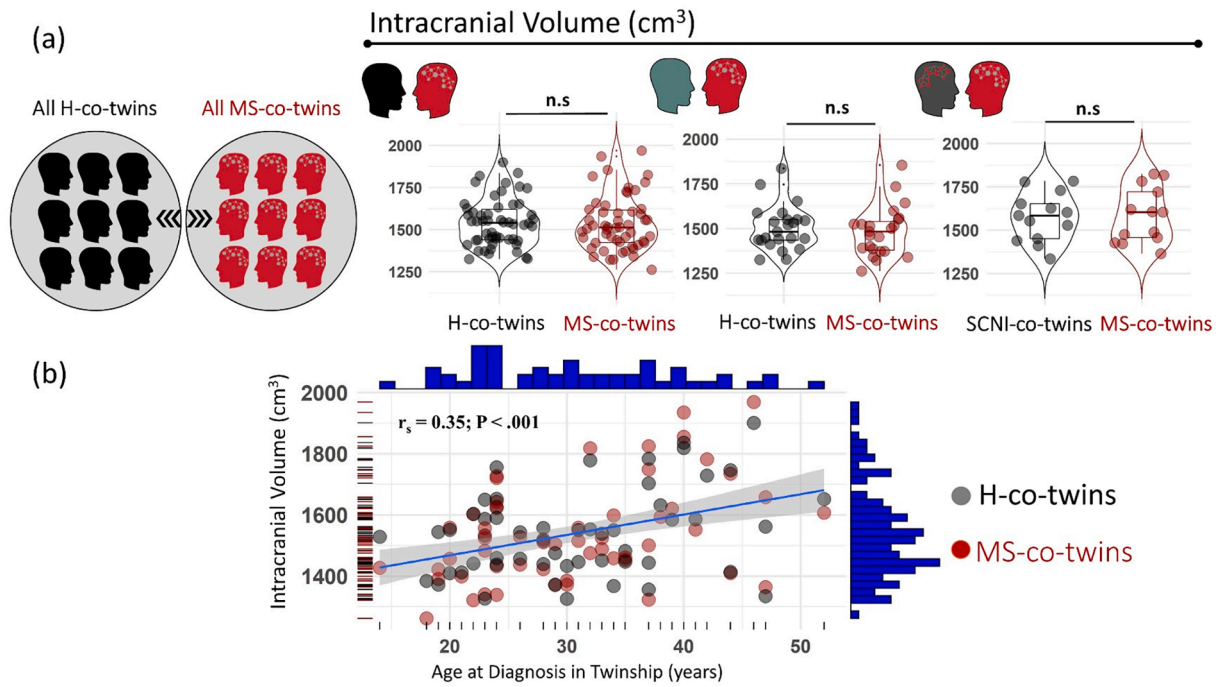 (a)
Intracranial Volume (cm³)
All H-co-twins
All MS-co-twins
n.s
n.s
n.s
2000
1750
1500
1250
2000
1750
1500
1250
2000
1750
1500
1250
H-co-twins
MS-co-twins
H-co-twins
MS-co-twins
SCNI-co-twins
MS-co-twins
(b)
Intracranial Volume (cm³)
2000
1800
1600
1400
rₛ = 0.35; P < .001
20
30
40
50
Age at Diagnosis in Twinship (years)
H-co-twins
MS-co-twins